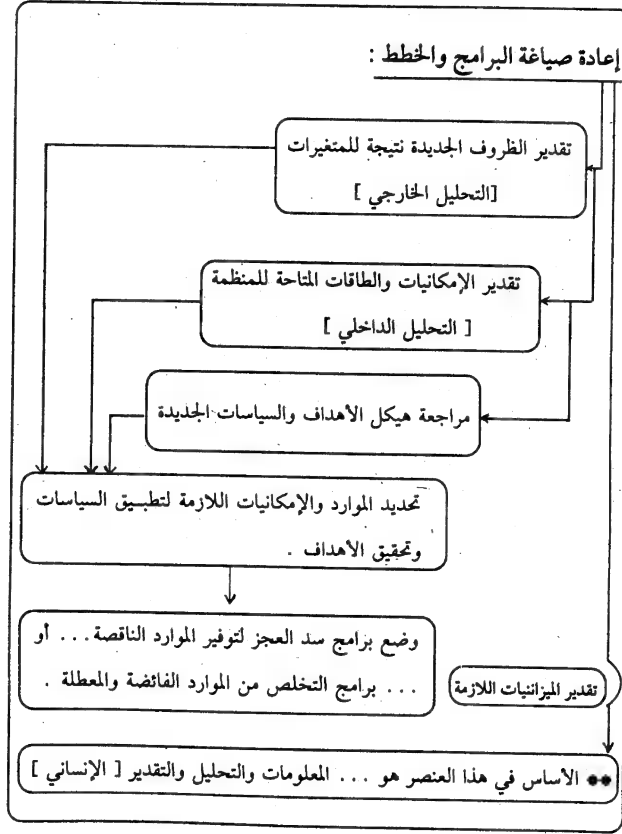 إعادة صياغة البرامج والخطط :
تقدير الظروف الجديدة نتيجة للمتغيرات
[التحليل الخارجي ]
تقدير الإمكانيات والطاقات المتاحة للمنظمة
[ التحليل الداخلي ]
مراجعة هيكل الأهداف والسياسات الجديدة
تحديد الموارد والإمكانيات اللازمة لتطبيق السياسات
وتحقيق الأهداف .
وضع برامج سد العجز لتوفير الموارد الناقصة ... أو
... برامج التخلص من الموارد الفائضة والمعطلة .
تقدير الميزانيات اللازمة
●● الأساس في هذا العنصر هو ... المعلومات والتحليل والتقدير [ الإنساني ]